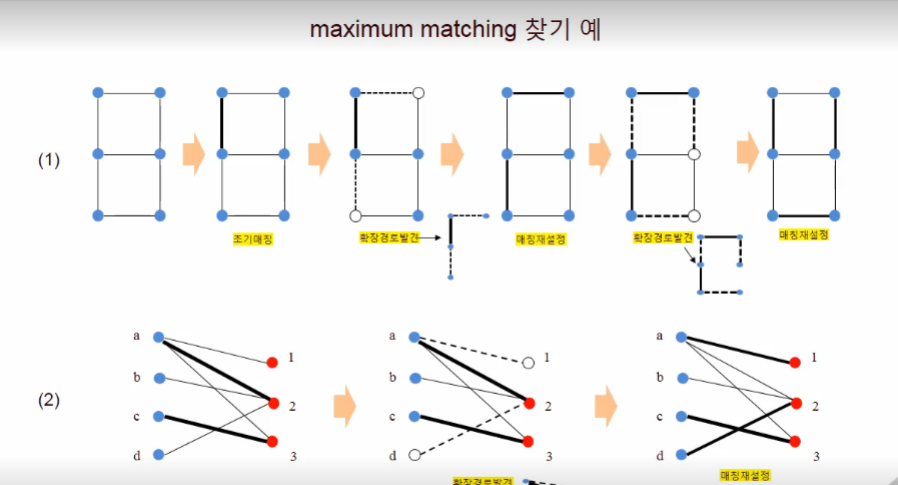 maximum matching 찾기 예
(1)
초기매칭
확장경로발견
매칭재설정
확장경로발견
매칭재설정
(2)
a
b
c
d
1
2
3
a
b
c
d
1
2
3
a
b
c
d
1
2
3
확장경로발견
매칭재설정